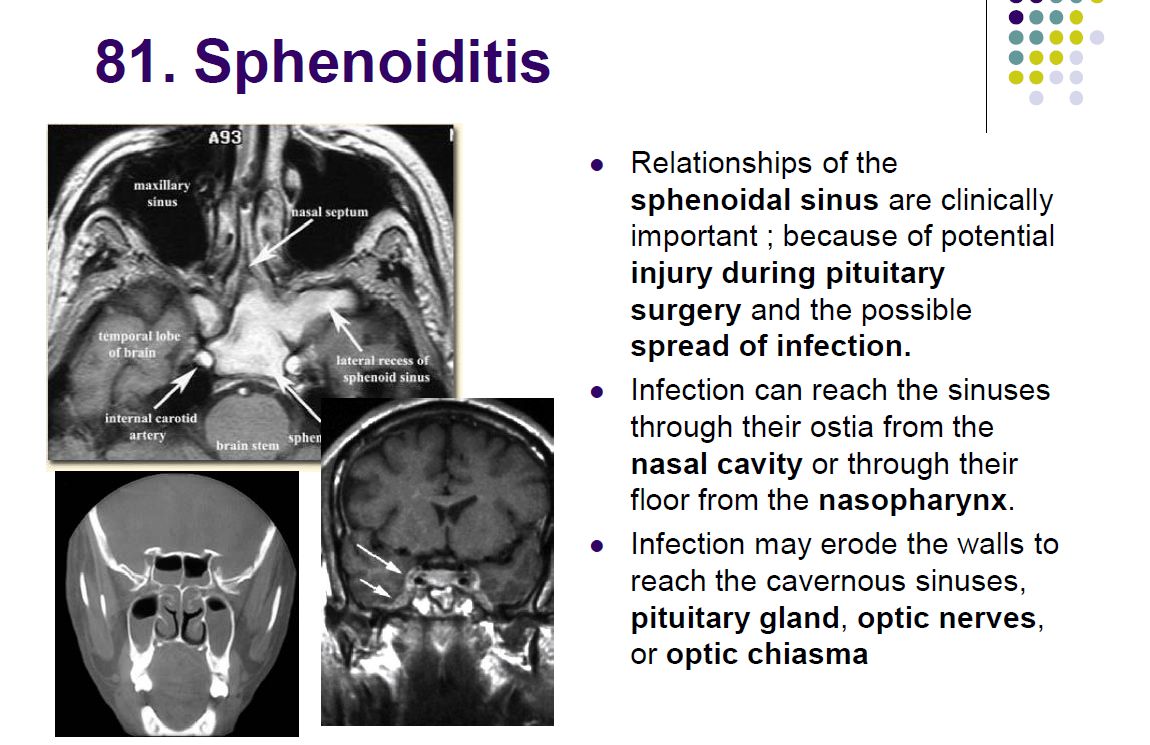 81. Sphenoiditis
A93
maxillary
sinus
nasal septum
temporal lobe
of brain
lateral recess of
sphenoid sinus
internal carotid
artery
brain stem
sphen
Relationships of the
sphenoidal sinus are clinically
important ; because of potential
injury during pituitary
surgery and the possible
spread of infection.
Infection can reach the sinuses
through their ostia from the
nasal cavity or through their
floor from the nasopharynx.
Infection may erode the walls to
reach the cavernous sinuses,
pituitary gland, optic nerves,
or optic chiasma